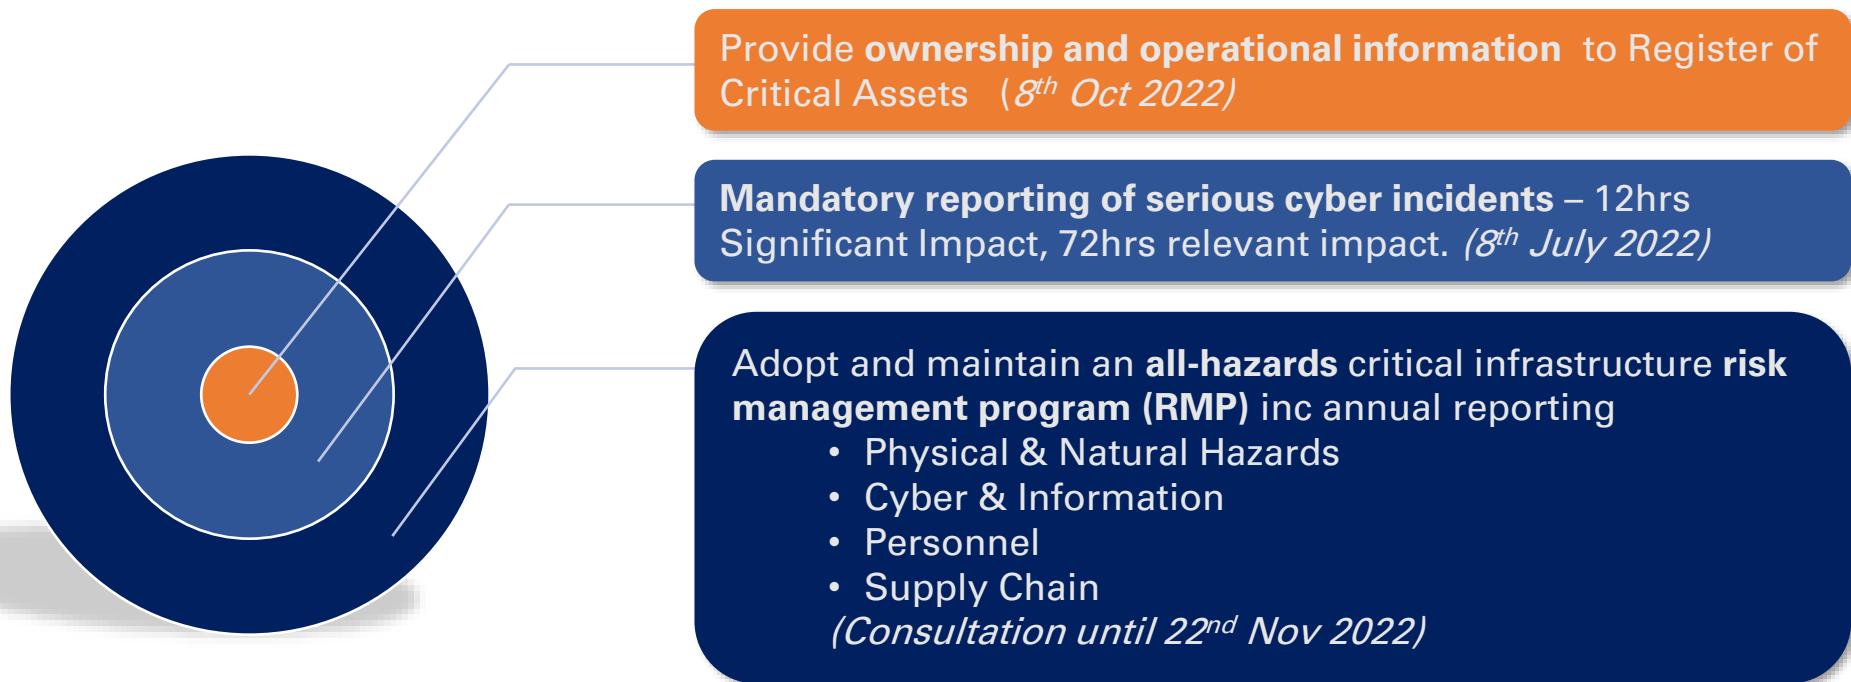 Provide ownership and operational information to Register of
Critical Assets (8th Oct 2022)
Mandatory reporting of serious cyber incidents – 12hrs
Significant Impact, 72hrs relevant impact. (8th July 2022)
Adopt and maintain an all-hazards critical infrastructure risk
management program (RMP) inc annual reporting
• Physical & Natural Hazards
• Cyber & Information
• Personnel
• Supply Chain
(Consultation until 22nd Nov 2022)